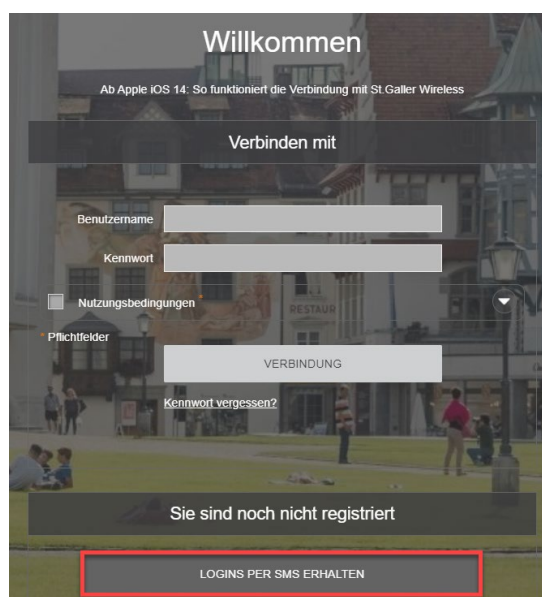 Willkommen
Ab Apple iOS 14: So funktioniert die Verbindung mit St.Galler Wireless
Verbinden mit
Benutzername
Kennwort
Nutzungsbedingungen *
RESTAUR
* Pflichtfelder
VERBINDUNG
Kennwort vergessen?
Sie sind noch nicht registriert
LOGINS PER SMS ERHALTEN